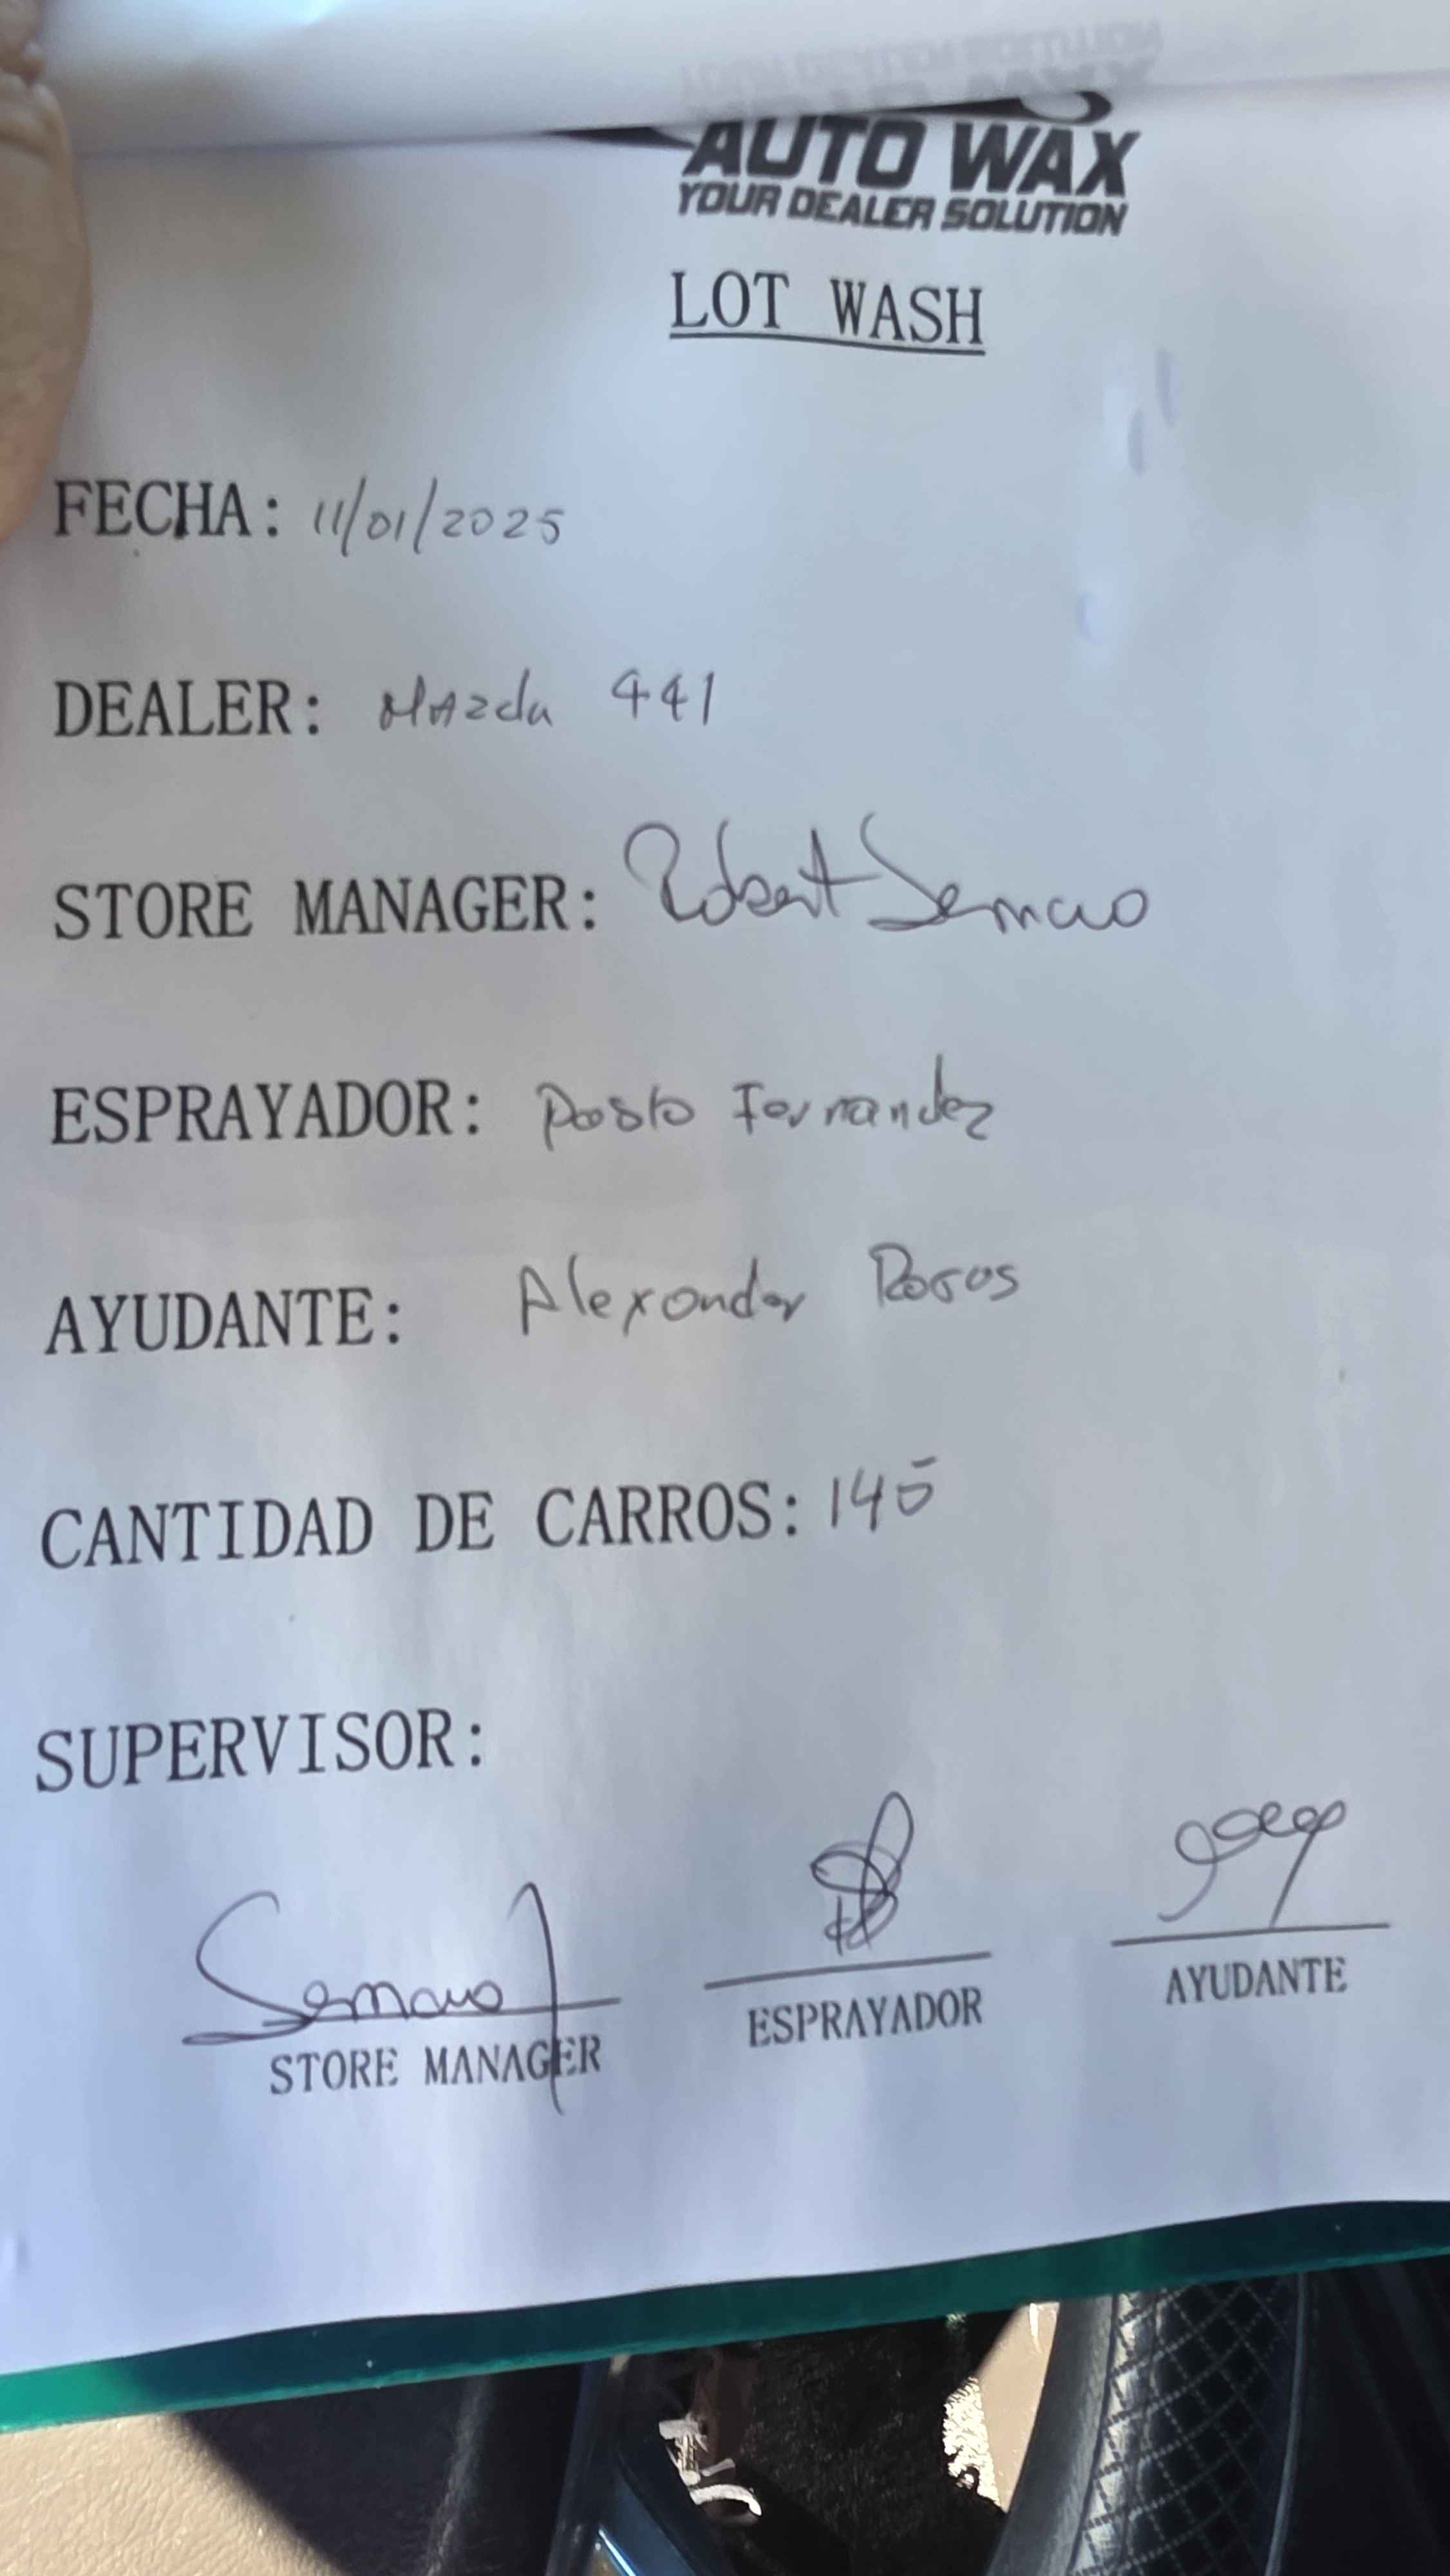 AUTO WAX
YOUR DEALER SOLUTION
LOT WASH
FECHA: 11/01/2025
DEALER: Mazda 441
STORE MANAGER: Robert
ESPRAYADOR: Fernandez
AYUDANTE: Alexander
CANTIDAD DE CARROS: 145
SUPERVISOR:
STORE MANAGER
ESPRAYADOR
AYUDANTE